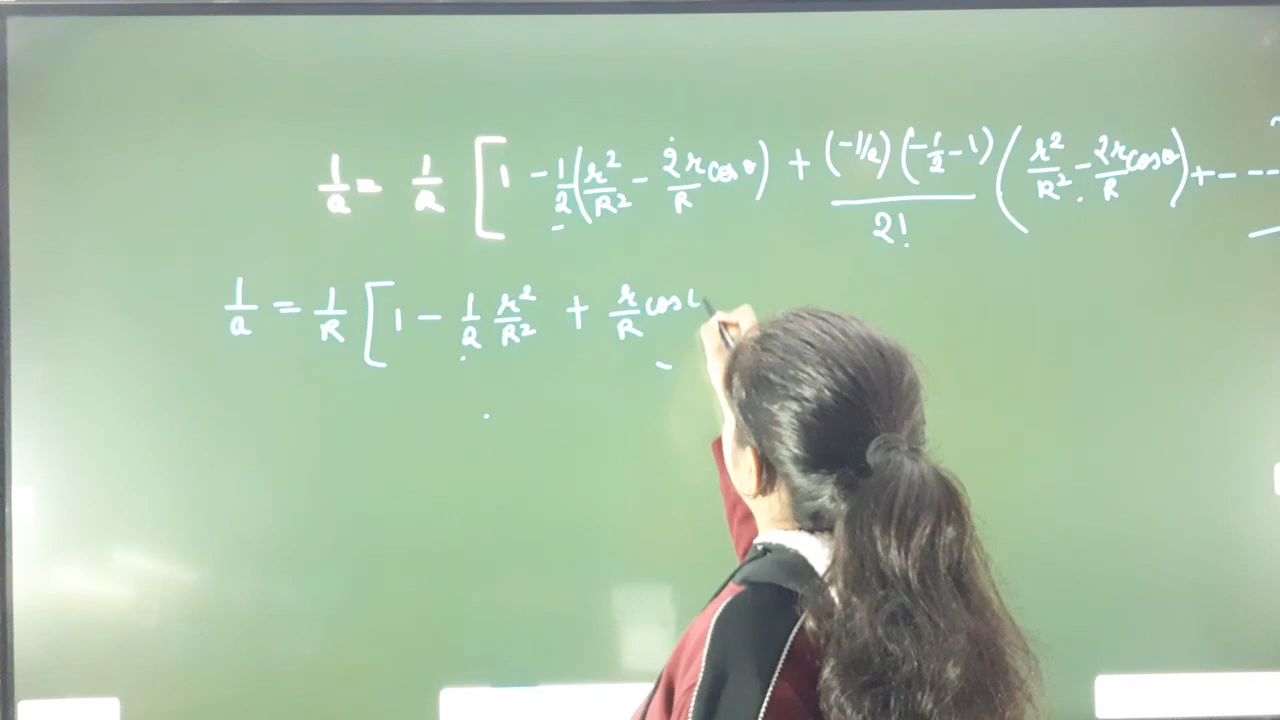 1/a = 1/R [ 1 - 1/2 ( r²/R² - 2r/R cosθ ) + (-1/2) (-1/2 - 1) / 2! ( r²/R² - 2r/R cosθ ) + - - -
1/a = 1/R [ 1 - 1/2 r²/R² + r/R cos